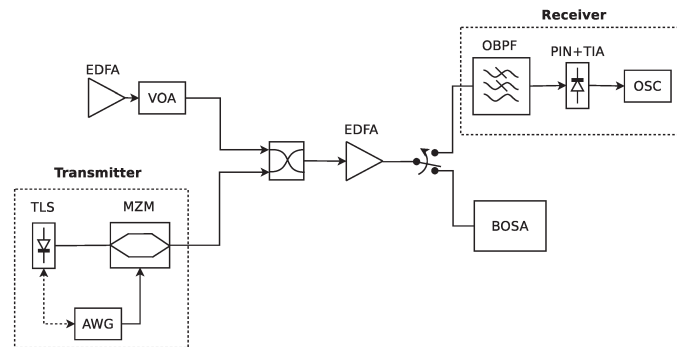 Receiver
OBPF
PIN+TIA
OSC
EDFA
VOA
EDFA
Transmitter
TLS
MZM
BOSA
AWG